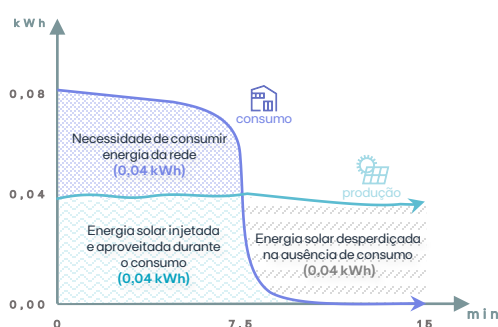 kWh
0,08
consumo
Necessidade de consumir
energia da rede
(0,04 kWh)
produção
0,04
Energia solar injetada
e aproveitada durante
o consumo
(0,04 kWh)
Energia solar desperdiçada
na ausência de consumo
(0,04 kWh)
0,00
min
0
7.5
15